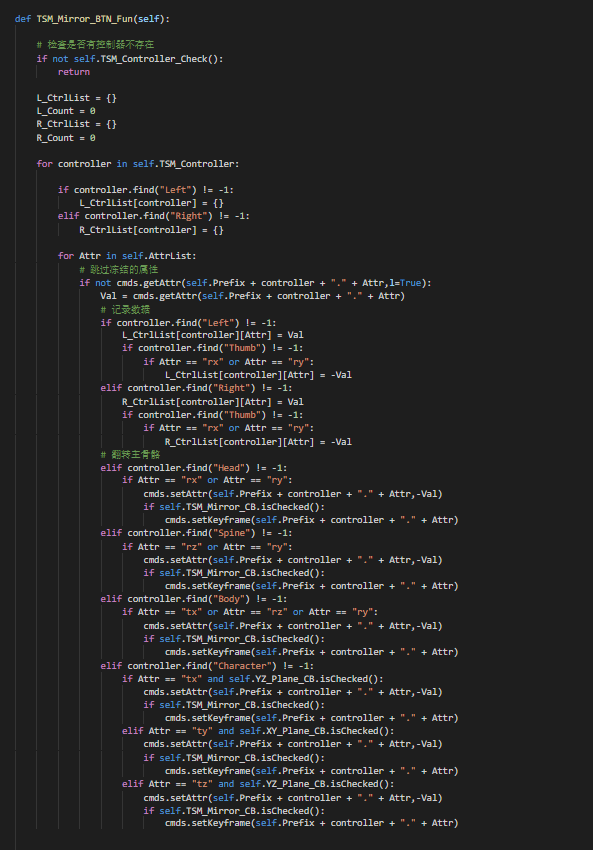 def TSM_Mirror_BTN_Fun(self):
# 检查是否有控制器不存在
if not self.TSM_Controller_Check():
return
L_CtrlList = {}
L_Count = 0
R_CtrlList = {}
R_Count = 0
for controller in self.TSM_Controller:
if controller.find("Left") != -1:
L_CtrlList[controller] = {}
elif controller.find("Right") != -1:
R_CtrlList[controller] = {}
for Attr in self.AttrList:
# 跳过冻结的属性
if not cmds.getAttr(self.Prefix + controller + "." + Attr,l=True):
Val = cmds.getAttr(self.Prefix + controller + "." + Attr)
# 记录数据
if controller.find("Left") != -1:
L_CtrlList[controller][Attr] = Val
if controller.find("Thumb") != -1:
if Attr == "rx" or Attr == "ry":
L_CtrlList[controller][Attr] = -Val
elif controller.find("Right") != -1:
R_CtrlList[controller][Attr] = Val
if controller.find("Thumb") != -1:
if Attr == "rx" or Attr == "ry":
R_CtrlList[controller][Attr] = -Val
# 翻转主骨骼
elif controller.find("Head") != -1:
if Attr == "rx" or Attr == "ry":
cmds.setAttr(self.Prefix + controller + "." + Attr,-Val)
if self.TSM_Mirror_CB.isChecked():
cmds.setKeyframe(self.Prefix + controller + "." + Attr)
elif controller.find("Spine") != -1:
if Attr == "rz" or Attr == "ry":
cmds.setAttr(self.Prefix + controller + "." + Attr,-Val)
if self.TSM_Mirror_CB.isChecked():
cmds.setKeyframe(self.Prefix + controller + "." + Attr)
elif controller.find("Body") != -1:
if Attr == "tx" or Attr == "rz" or Attr == "ry":
cmds.setAttr(self.Prefix + controller + "." + Attr,-Val)
if self.TSM_Mirror_CB.isChecked():
cmds.setKeyframe(self.Prefix + controller + "." + Attr)
elif controller.find("Character") != -1:
if Attr == "tx" and self.YZ_Plane_CB.isChecked():
cmds.setAttr(self.Prefix + controller + "." + Attr,-Val)
if self.TSM_Mirror_CB.isChecked():
cmds.setKeyframe(self.Prefix + controller + "." + Attr)
elif Attr == "ty" and self.XY_Plane_CB.isChecked():
cmds.setAttr(self.Prefix + controller + "." + Attr,-Val)
if self.TSM_Mirror_CB.isChecked():
cmds.setKeyframe(self.Prefix + controller + "." + Attr)
elif Attr == "tz" and self.YZ_Plane_CB.isChecked():
cmds.setAttr(self.Prefix + controller + "." + Attr,-Val)
if self.TSM_Mirror_CB.isChecked():
cmds.setKeyframe(self.Prefix + controller + "." + Attr)